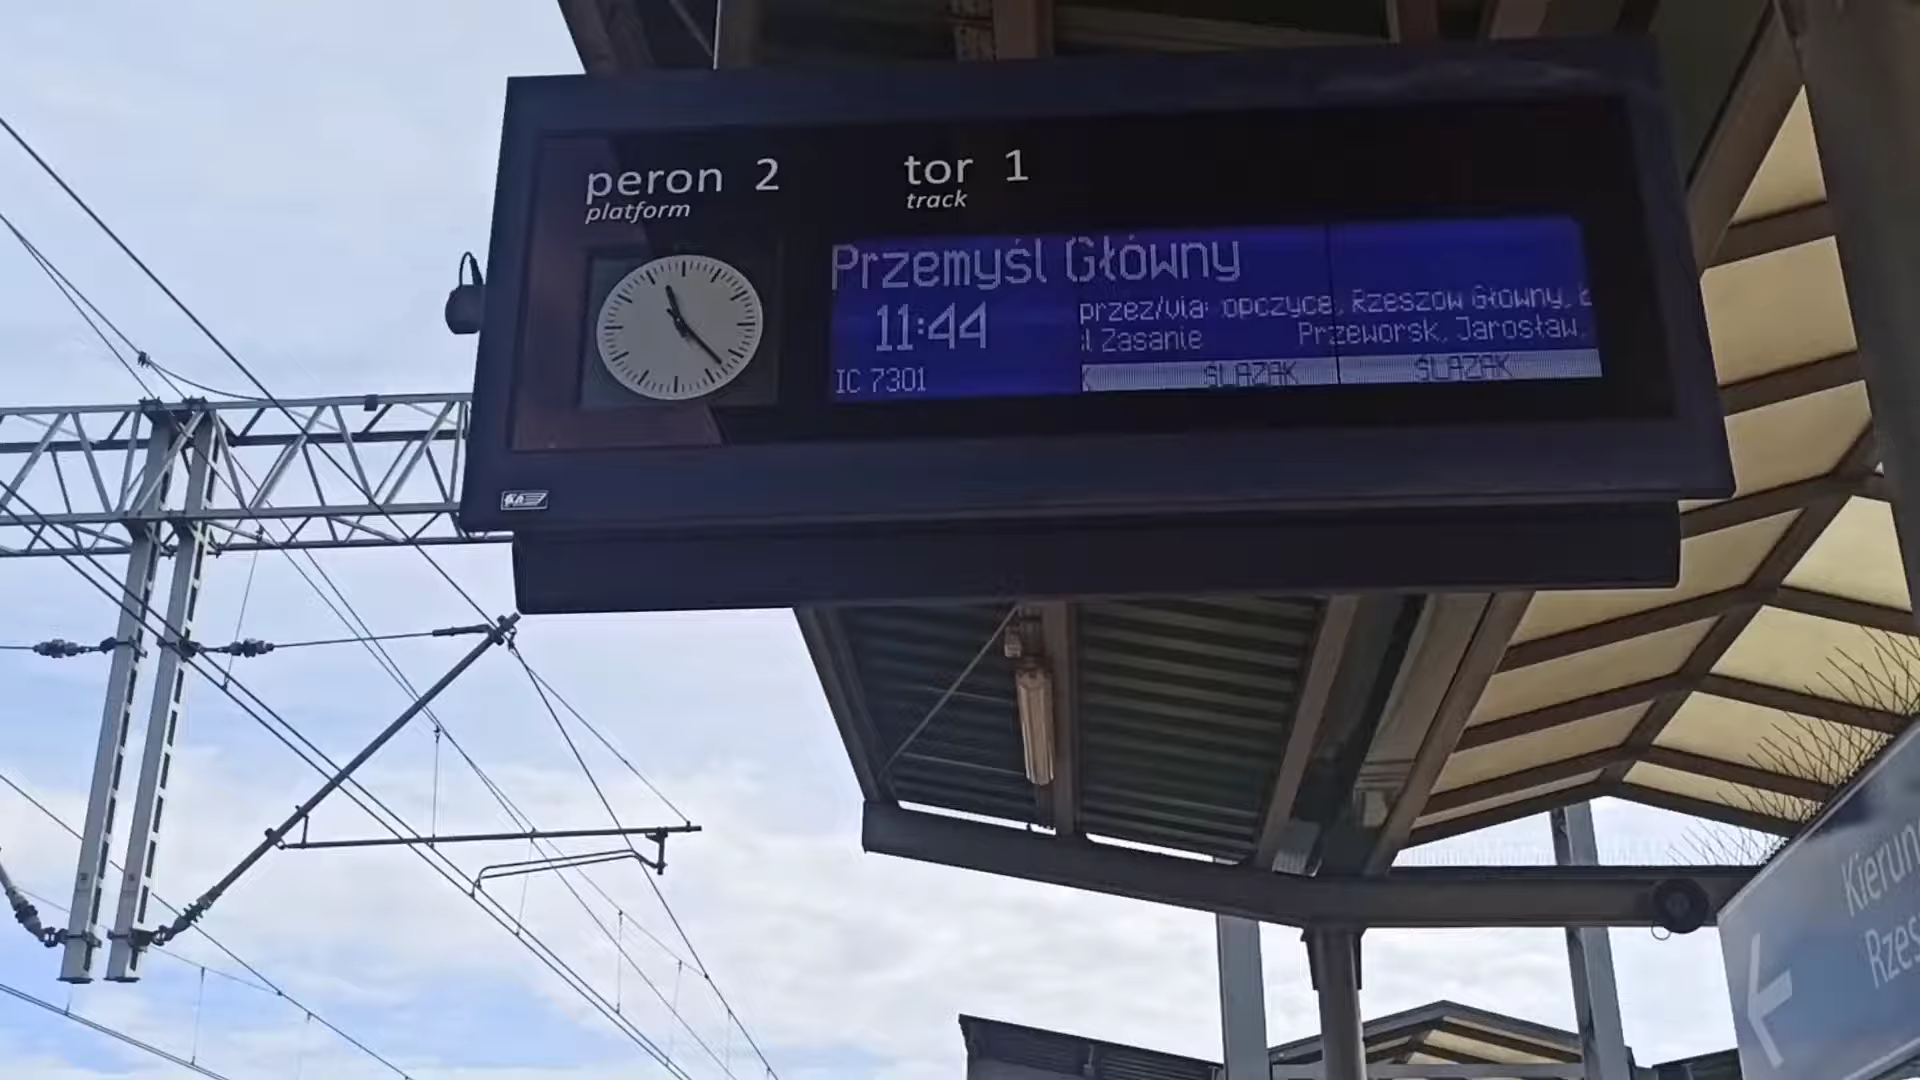 peron 2
platform
tor 1
track
Przemyśl Główny
11:44
przez/via: opczyce, Rzeszów Główny, Ł
l Zasanie Przeworsk, Jarosław,
IC 7301
ŚLĄZAK ŚLĄZAK
Kierun
Rzes